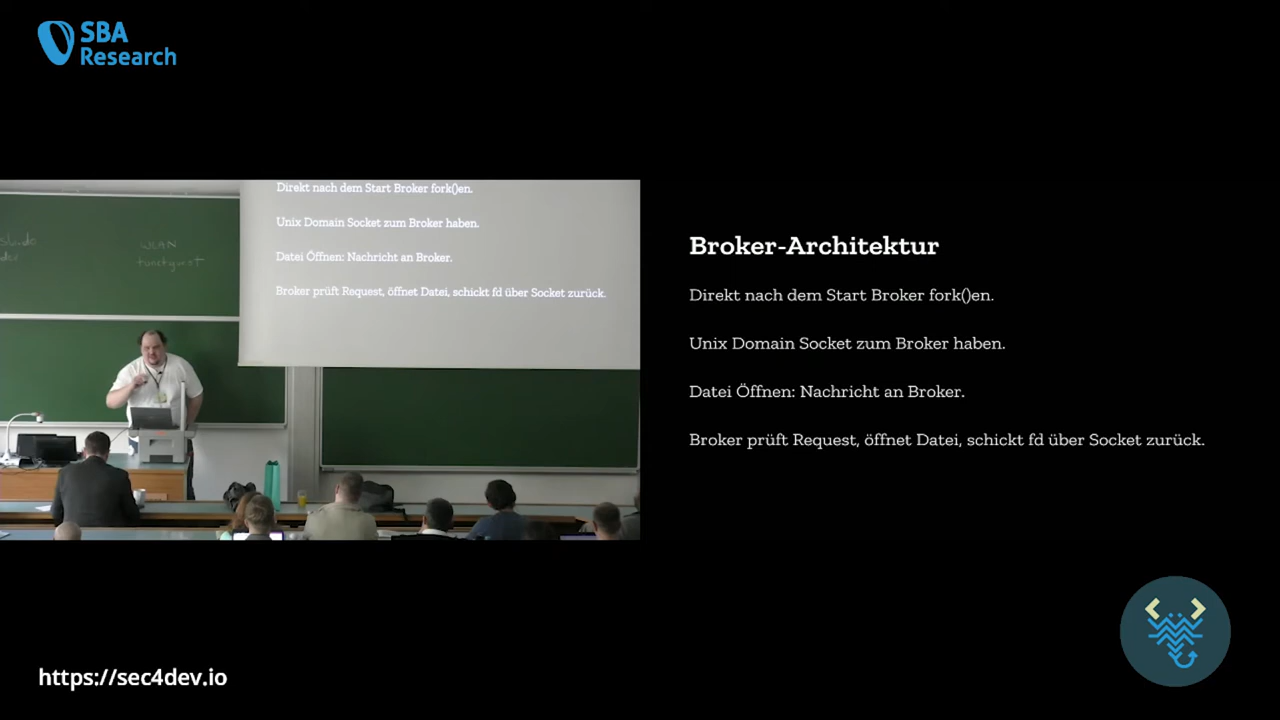 SBA
Research
WLAN
Direkt nach dem Start Broker fork()en.
Unix Domain Socket zum Broker haben.
Datei Öffnen: Nachricht an Broker.
Broker prüft Request, öffnet Datei, schickt fd über Socket zurück.
Broker-Architektur
Direkt nach dem Start Broker fork()en.
Unix Domain Socket zum Broker haben.
Datei Öffnen: Nachricht an Broker.
Broker prüft Request, öffnet Datei, schickt fd über Socket zurück.
https://sec4dev.io